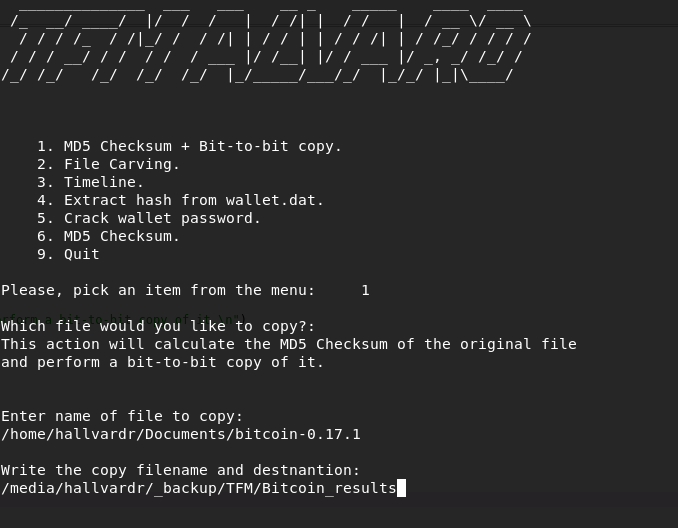 1. MD5 Checksum + Bit-to-bit copy.
2. File Carving.
3. Timeline.
4. Extract hash from wallet.dat.
5. Crack wallet password.
6. MD5 Checksum.
9. Quit
Please, pick an item from the menu: 1
Which file would you like to copy?:
This action will calculate the MD5 Checksum of the original file
and perform a bit-to-bit copy of it.
Enter name of file to copy:
/home/hallvardr/Documents/bitcoin-0.17.1
Write the copy filename and destnantion:
/media/hallvardr/_backup/TFM/Bitcoin_results